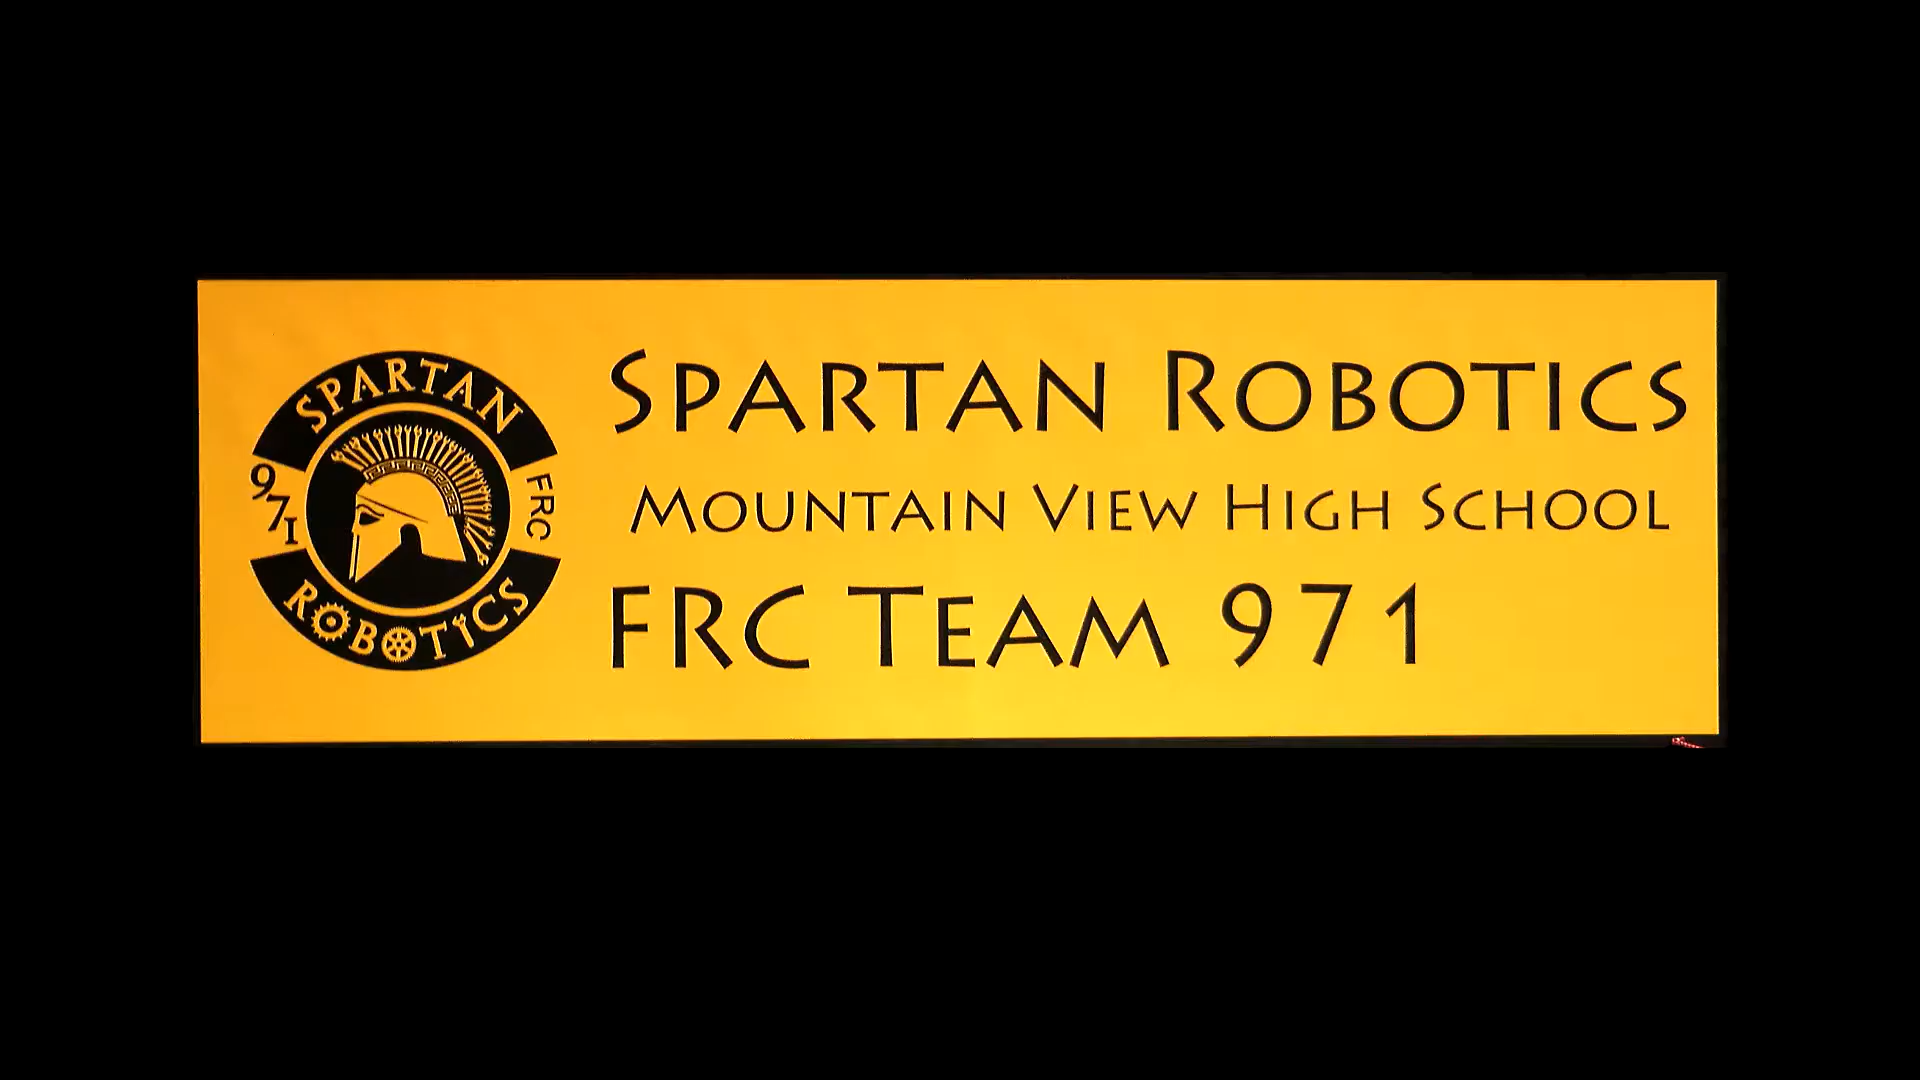 SPARTAN
971
FRC
ROBOTICS
SPARTAN ROBOTICS
MOUNTAIN VIEW HIGH SCHOOL
FRC TEAM 971